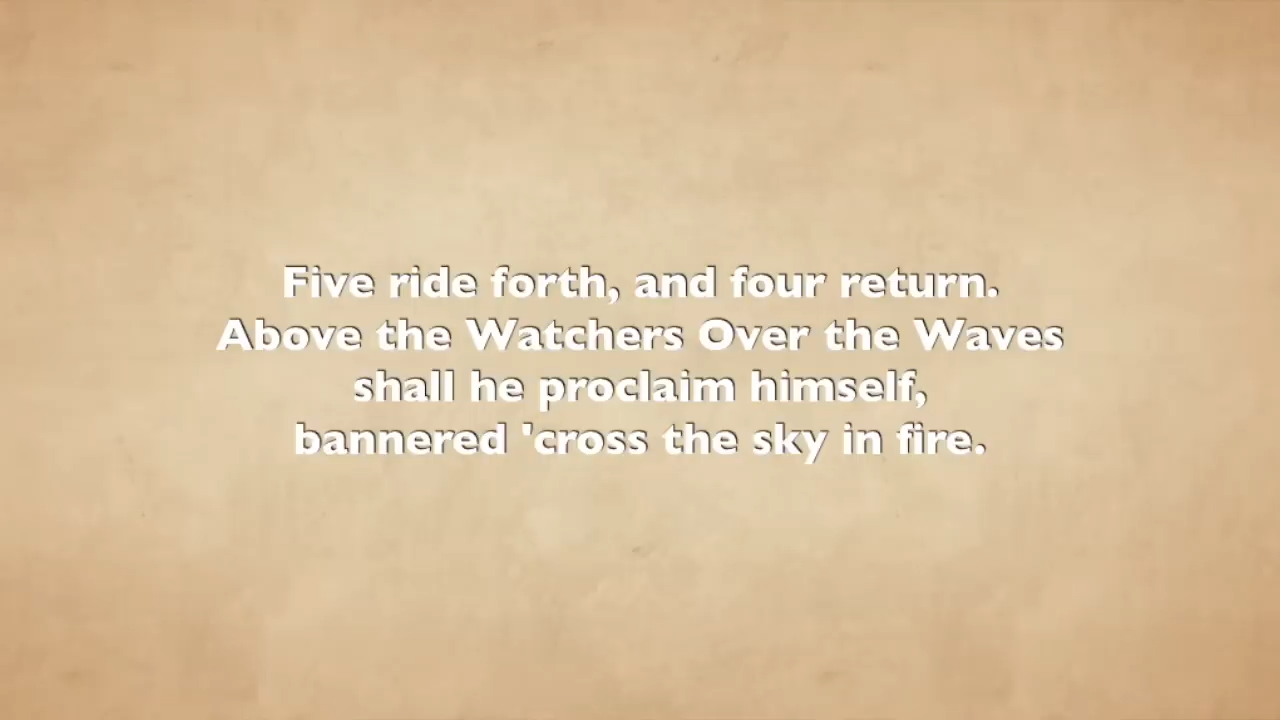 Five ride forth, and four return.
Above the Watchers Over the Waves
shall he proclaim himself,
bannered 'cross the sky in fire.